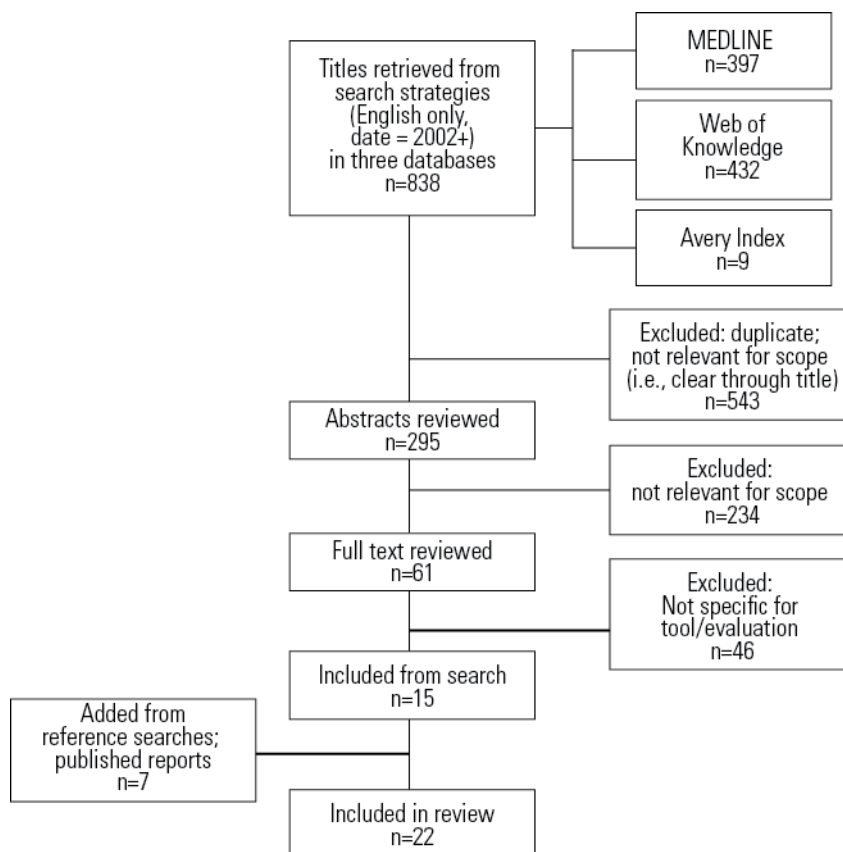 Titles retrieved from
search strategies
(English only,
date = 2002+)
in three databases
n=838
MEDLINE
n=397
Web of
Knowledge
n=432
Avery Index
n=9
Excluded: duplicate;
not relevant for scope
(i.e., clear through title)
n=543
Abstracts reviewed
n=295
Excluded:
not relevant for scope
n=234
Full text reviewed
n=61
Excluded:
Not specific for
tool/evaluation
n=46
Included from search
n=15
Added from
reference searches;
published reports
n=7
Included in review
n=22